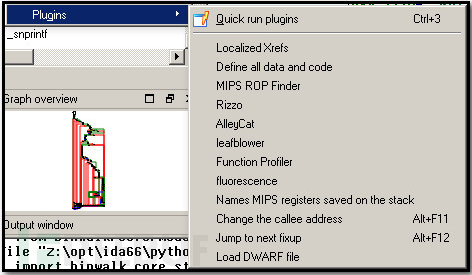 Plugins
Quick run plugins Ctrl+3
_snprintf
Localized Xrefs
Define all data and code
MIPS ROP Finder
Rizzo
AlleyCat
leafblower
Function Profiler
fluorescence
Names MIPS registers saved on the stack
Change the callee address Alt+F11
Jump to next fixup Alt+F12
Load DWARF file
Graph overview
Output window
File "z:\opt\ida66\pytho
import binwalk core st